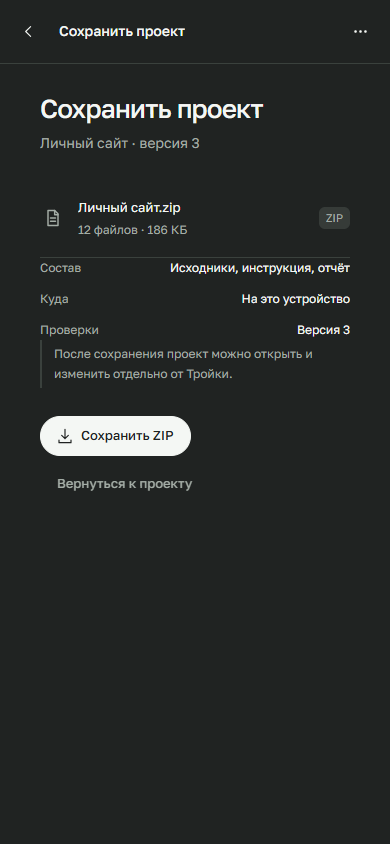 Сохранить проект
Сохранить проект
Личный сайт · версия 3
Личный сайт.zip
ZIP
12 файлов · 186 КБ
Состав Исходники, инструкция, отчёт
Куда На это устройство
Проверки Версия 3
После сохранения проект можно открыть и
изменить отдельно от Тройки.
Сохранить ZIP
Вернуться к проекту